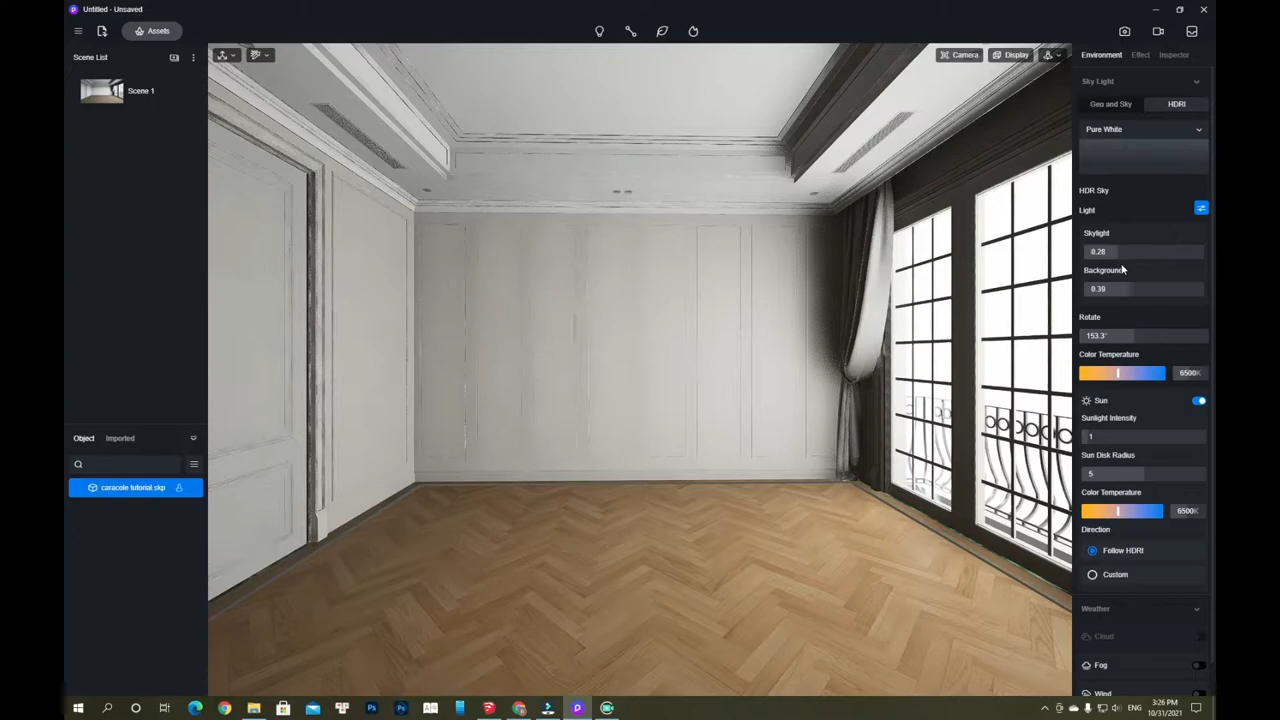 Untitled - Unsaved
Assets
Scene List
Scene 1
Camera
Display
Environment
Effect
Inspector
Sky Light
Geo and Sky
HDRI
Pure White
HDR Sky
Light
Skylight
0.28
Background
0.39
Rotate
153.3°
Color Temperature
6500K
Sun
Sunlight Intensity
1
Sun Disk Radius
5
Color Temperature
6500K
Direction
Follow HDRI
Custom
Weather
Cloud
Fog
Wind
Object
Imported
caracole tutorial.skp
ENG
3:26 PM
10/31/2021